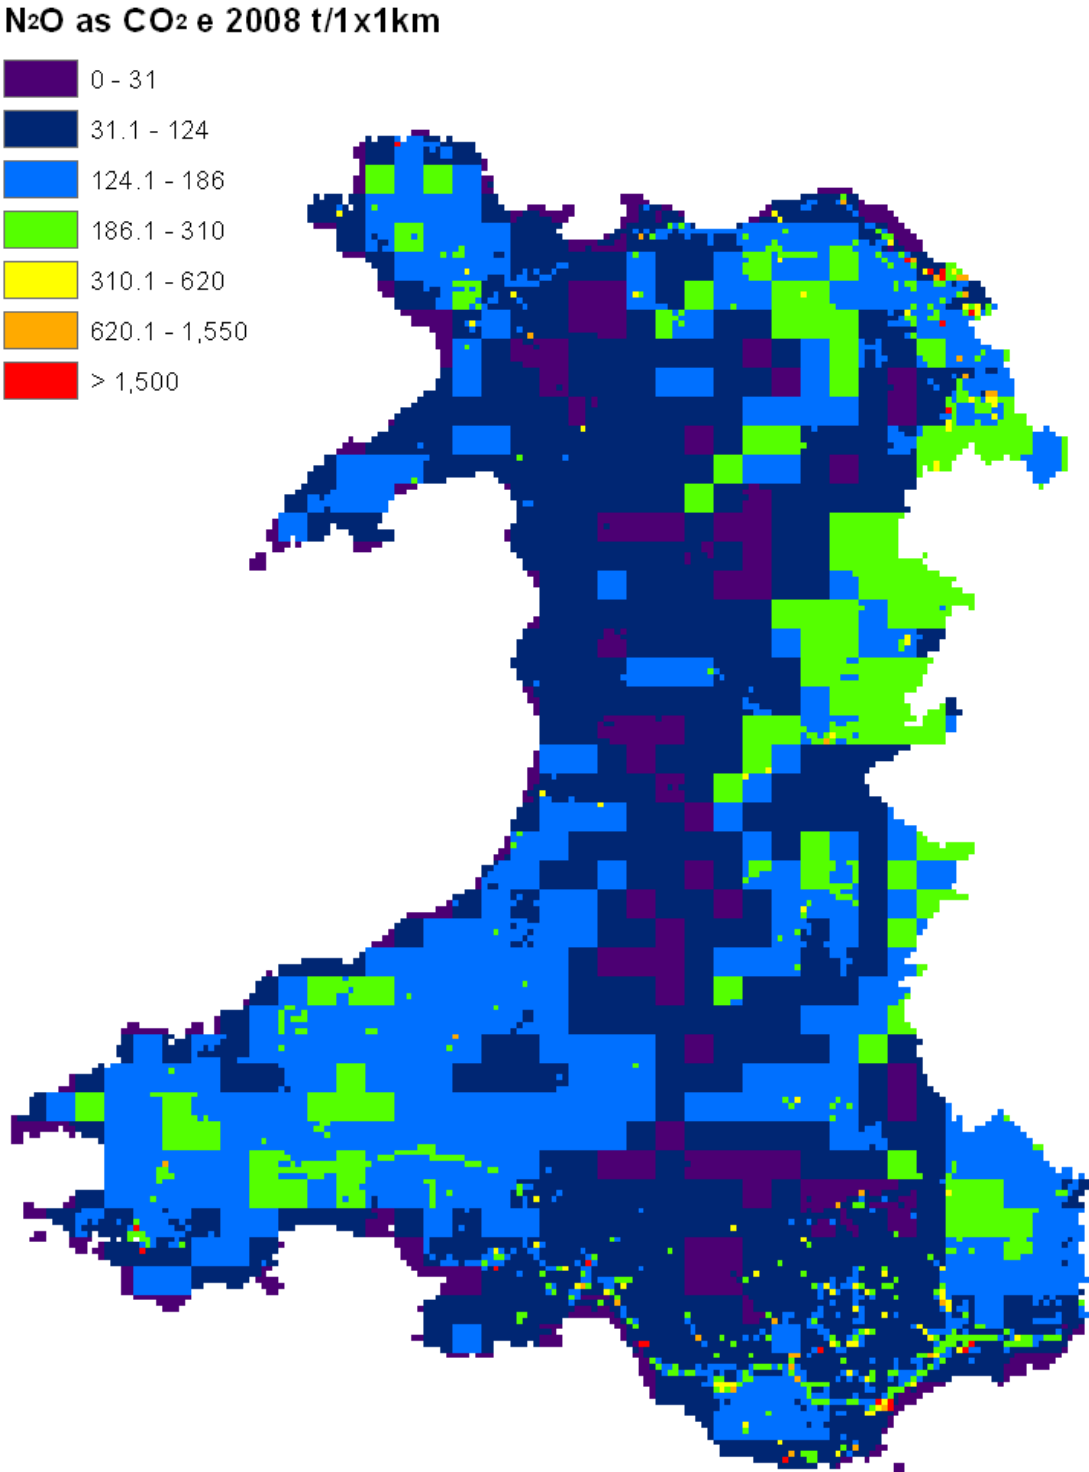 N2O as CO2 e 2008 t/1x1km
0 - 31
31.1 - 124
124.1 - 186
186.1 - 310
310.1 - 620
620.1 - 1,550
> 1,500